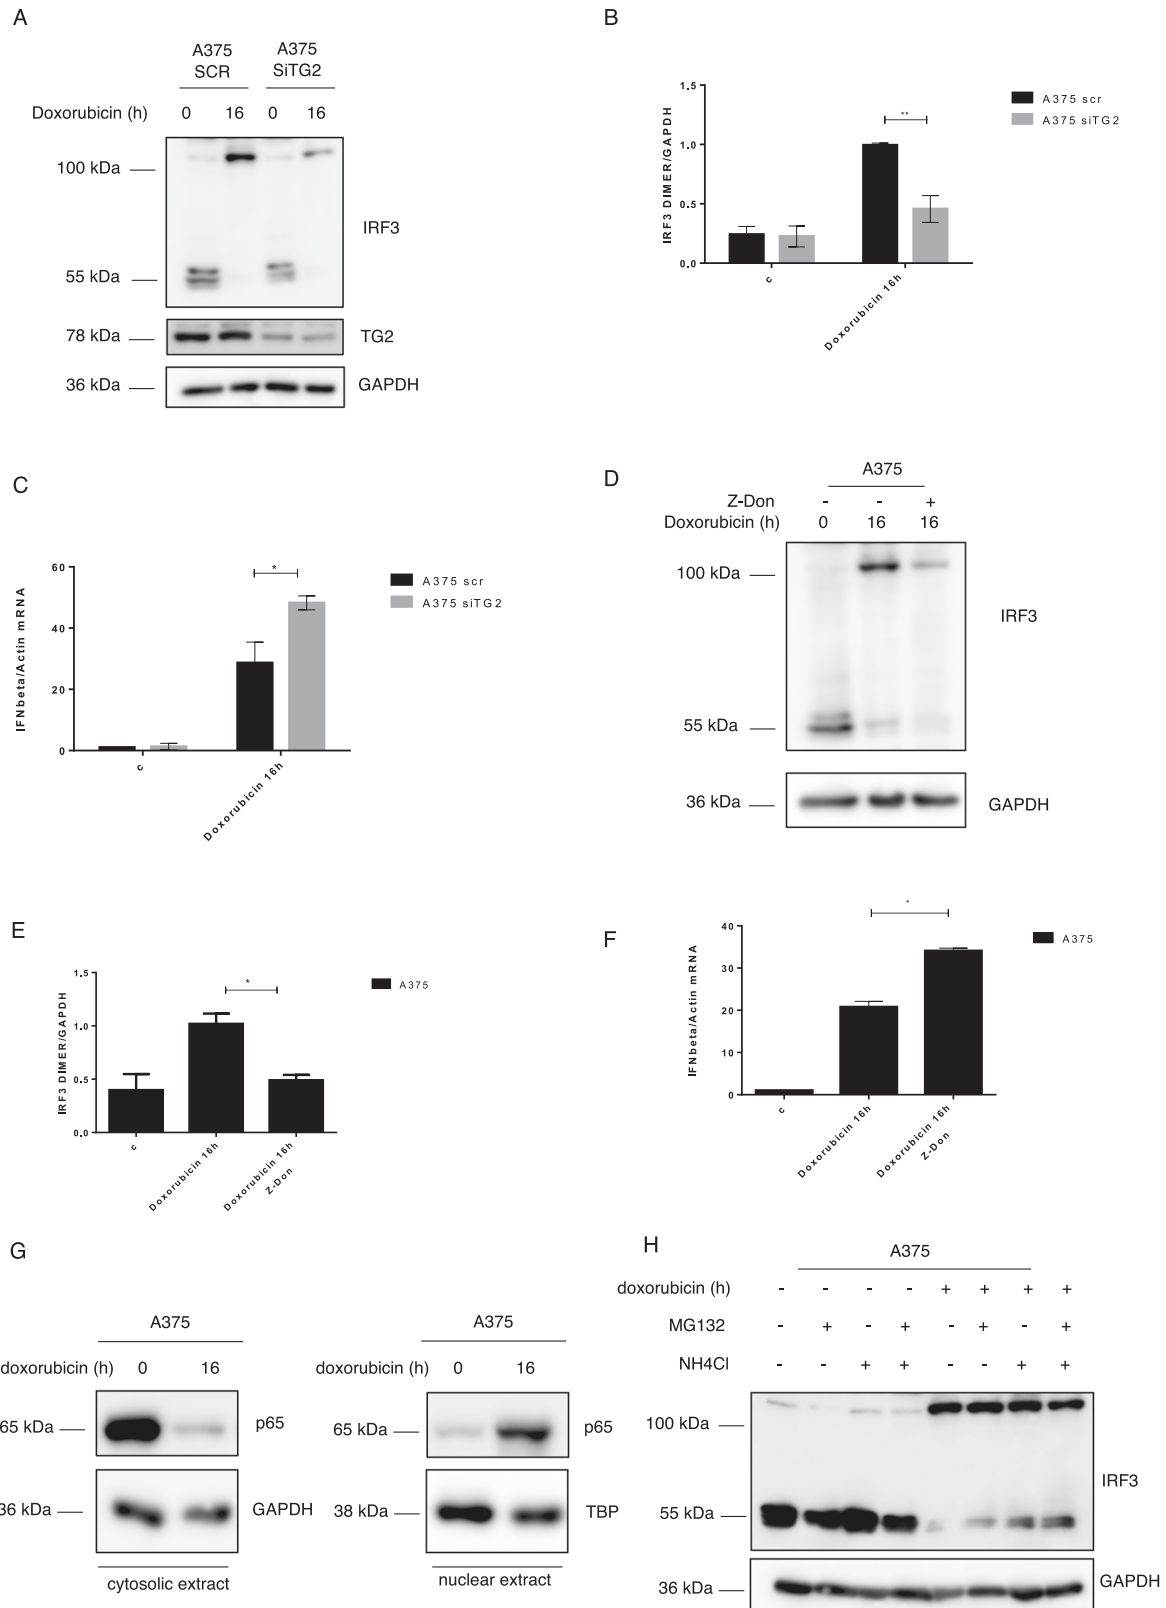 A
A375 SCR
A375 SiTG2
Doxorubicin (h) 0 16 0 16
100 kDa
IRF3
55 kDa
78 kDa
TG2
36 kDa
GAPDH
B
1.5
1.0
0.5
0.0
IRF3 DIMER/GAPDH
**
A375 scr
A375 siTG2
c
Doxorubicin 16h
C
60
40
20
0
IFNbeta/Actin mRNA
*
A375 scr
A375 siTG2
c
Doxorubicin 16h
D
A375
Z-Don - - +
Doxorubicin (h) 0 16 16
100 kDa
IRF3
55 kDa
36 kDa
GAPDH
E
1.5
1.0
0.5
0.0
IRF3 DIMER/GAPDH
*
A375
c
Doxorubicin 16h
Doxorubicin 16h
Z-Don
F
40
30
20
10
0
IFNbeta/Actin mRNA
*
A375
c
Doxorubicin 16h
Doxorubicin 16h
Z-Don
G
A375
doxorubicin (h) 0 16
65 kDa
p65
36 kDa
GAPDH
cytosolic extract
A375
doxorubicin (h) 0 16
65 kDa
p65
38 kDa
TBP
nuclear extract
H
A375
doxorubicin (h) - - - - + + + +
MG132 - + - + - + - +
NH4Cl - - + + - - + +
100 kDa
IRF3
55 kDa
36 kDa
GAPDH